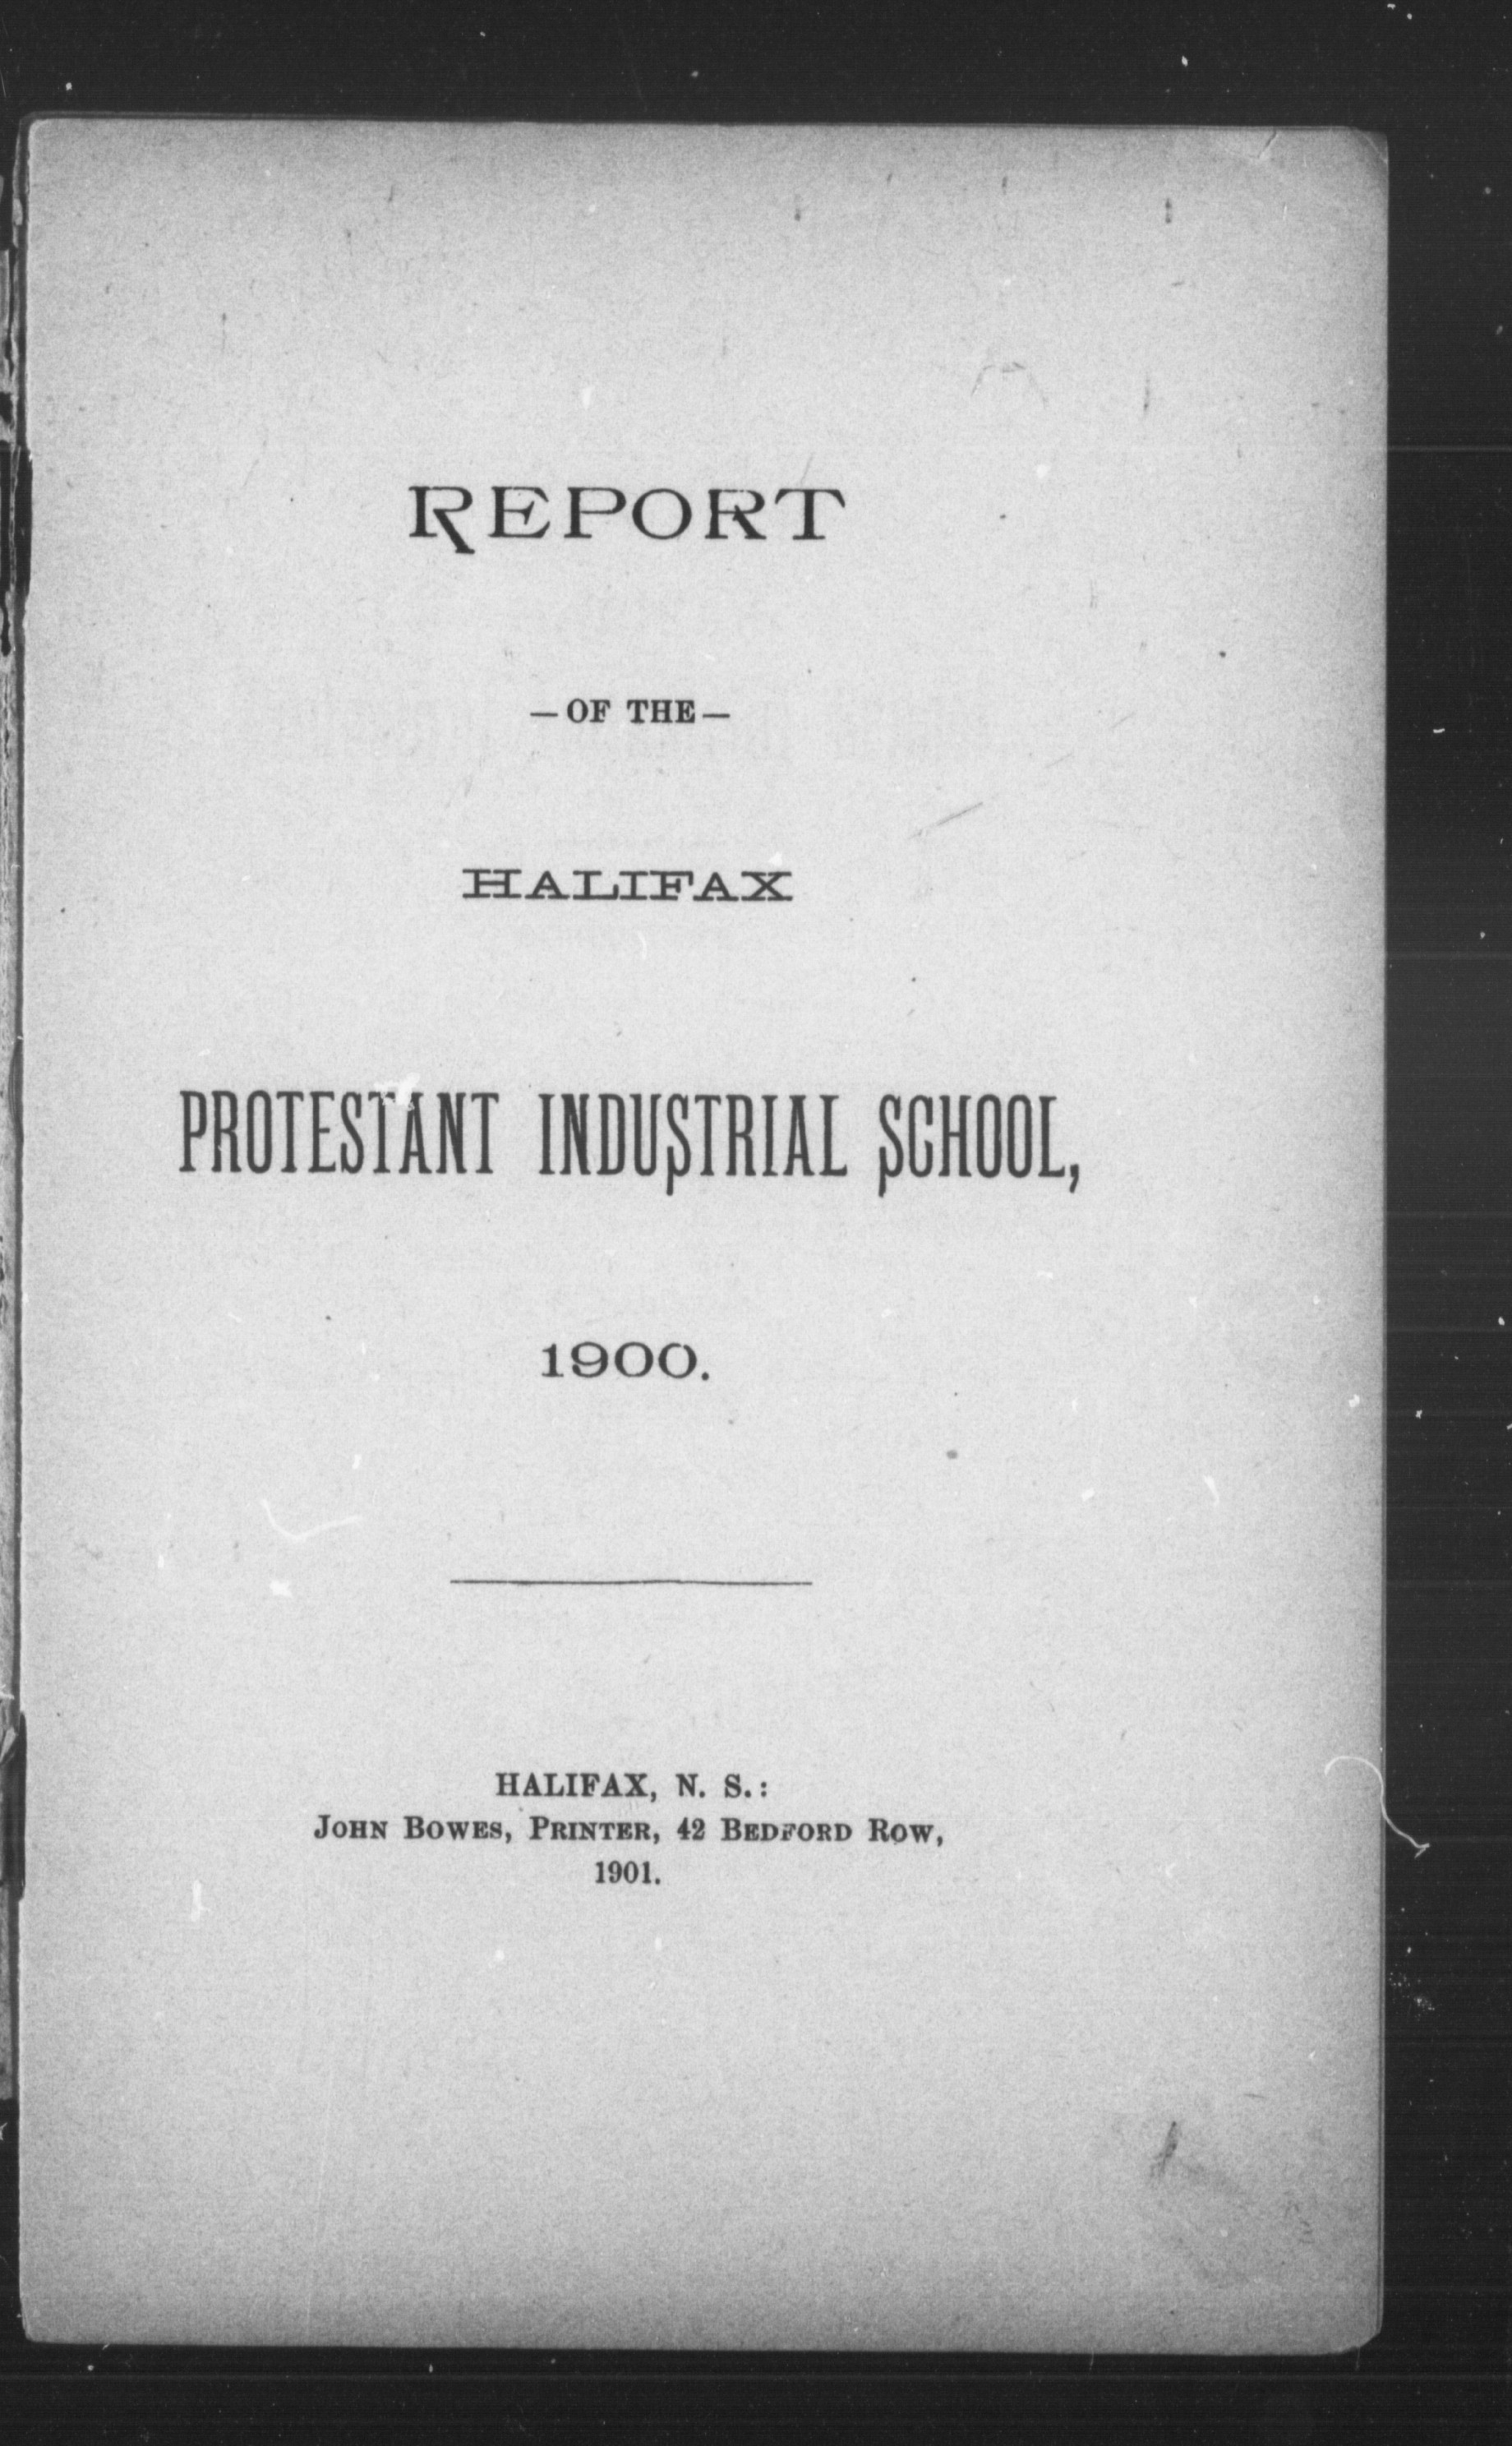 REPORT
— OF THE —
HALIFAX
PROTESTANT INDUSTRIAL SCHOOL,
1900.
HALIFAX, N. S.:
JOHN BOWES, PRINTER, 42 BEDFORD ROW,
1901.